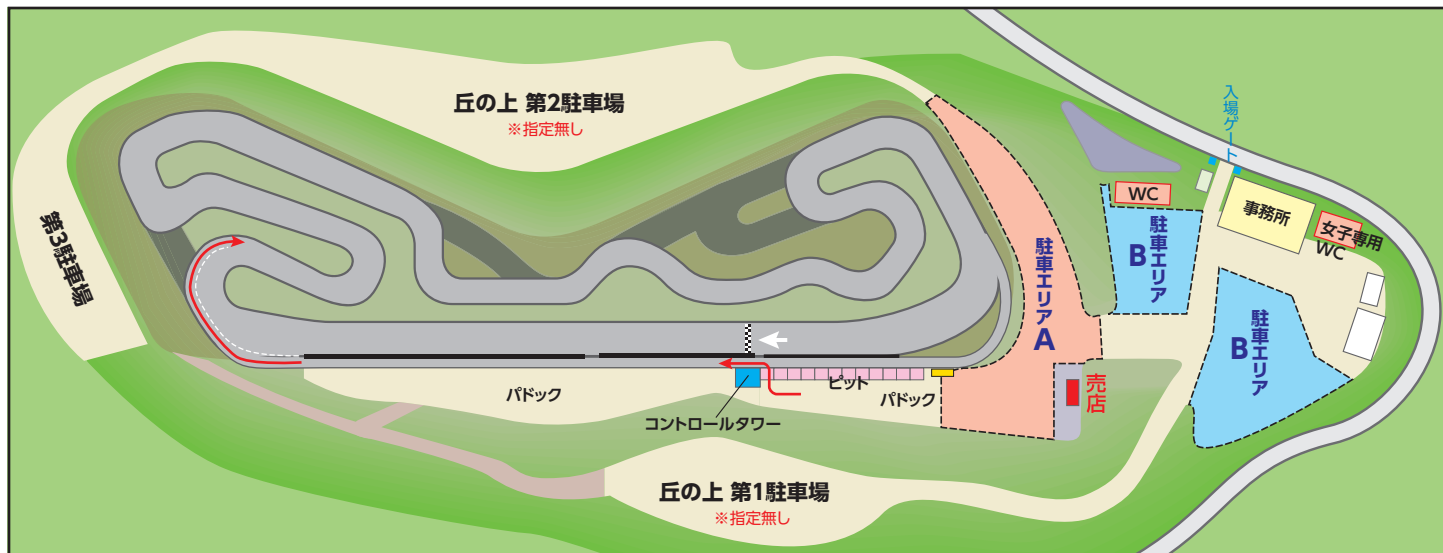 丘の上 第2駐車場
※指定無し
入場ゲート
WC
事務所
女子専用
WC
第3駐車場
駐車エリア
A
駐車エリア
B
駐車エリア
B
パドック
ピット
パドック
売店
コントロールタワー
丘の上 第1駐車場
※指定無し